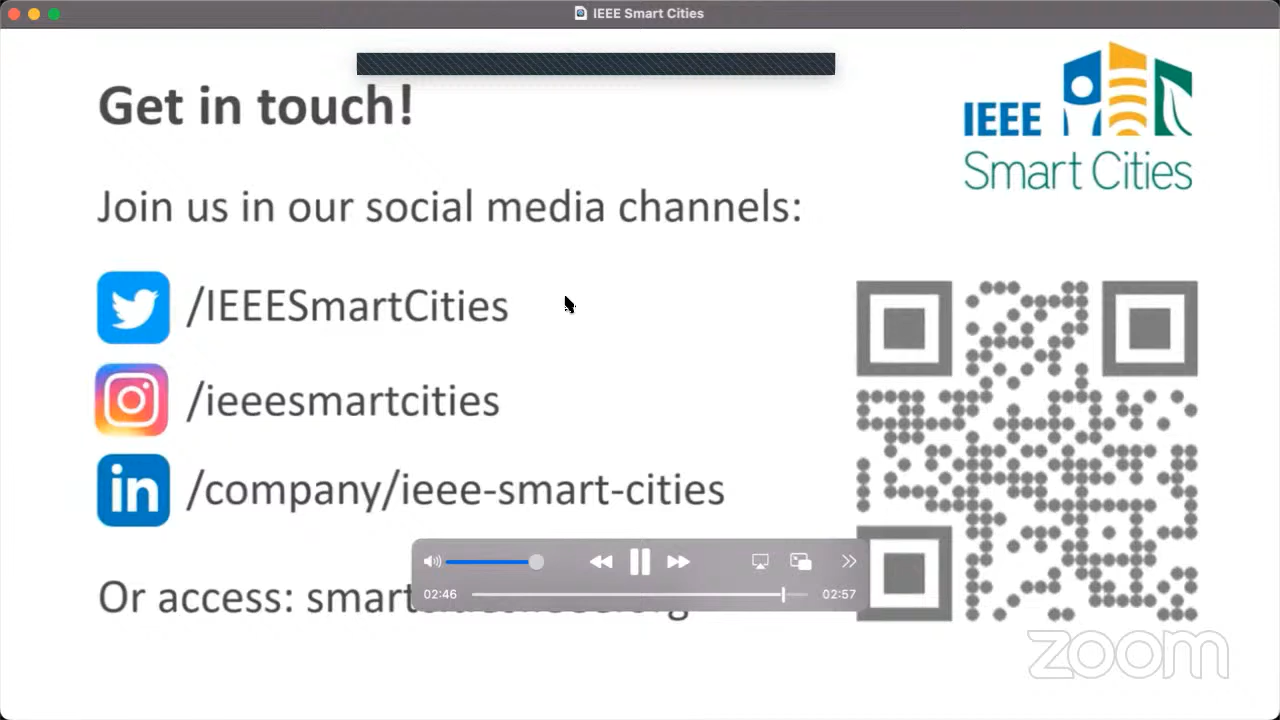 IEEE Smart Cities
Get in touch!
IEEE
Smart Cities
Join us in our social media channels:
/IEEESmartCities
/ieeesmartcities
in /company/ieee-smart-cities
02:46
02:57
Or access:
zoom